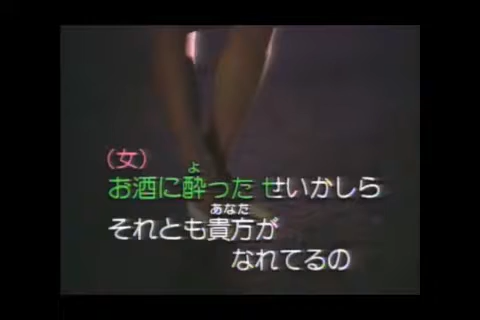 (女)
よ
お酒に酔った せいかしら
あなた
それとも貴方が
なれてるの